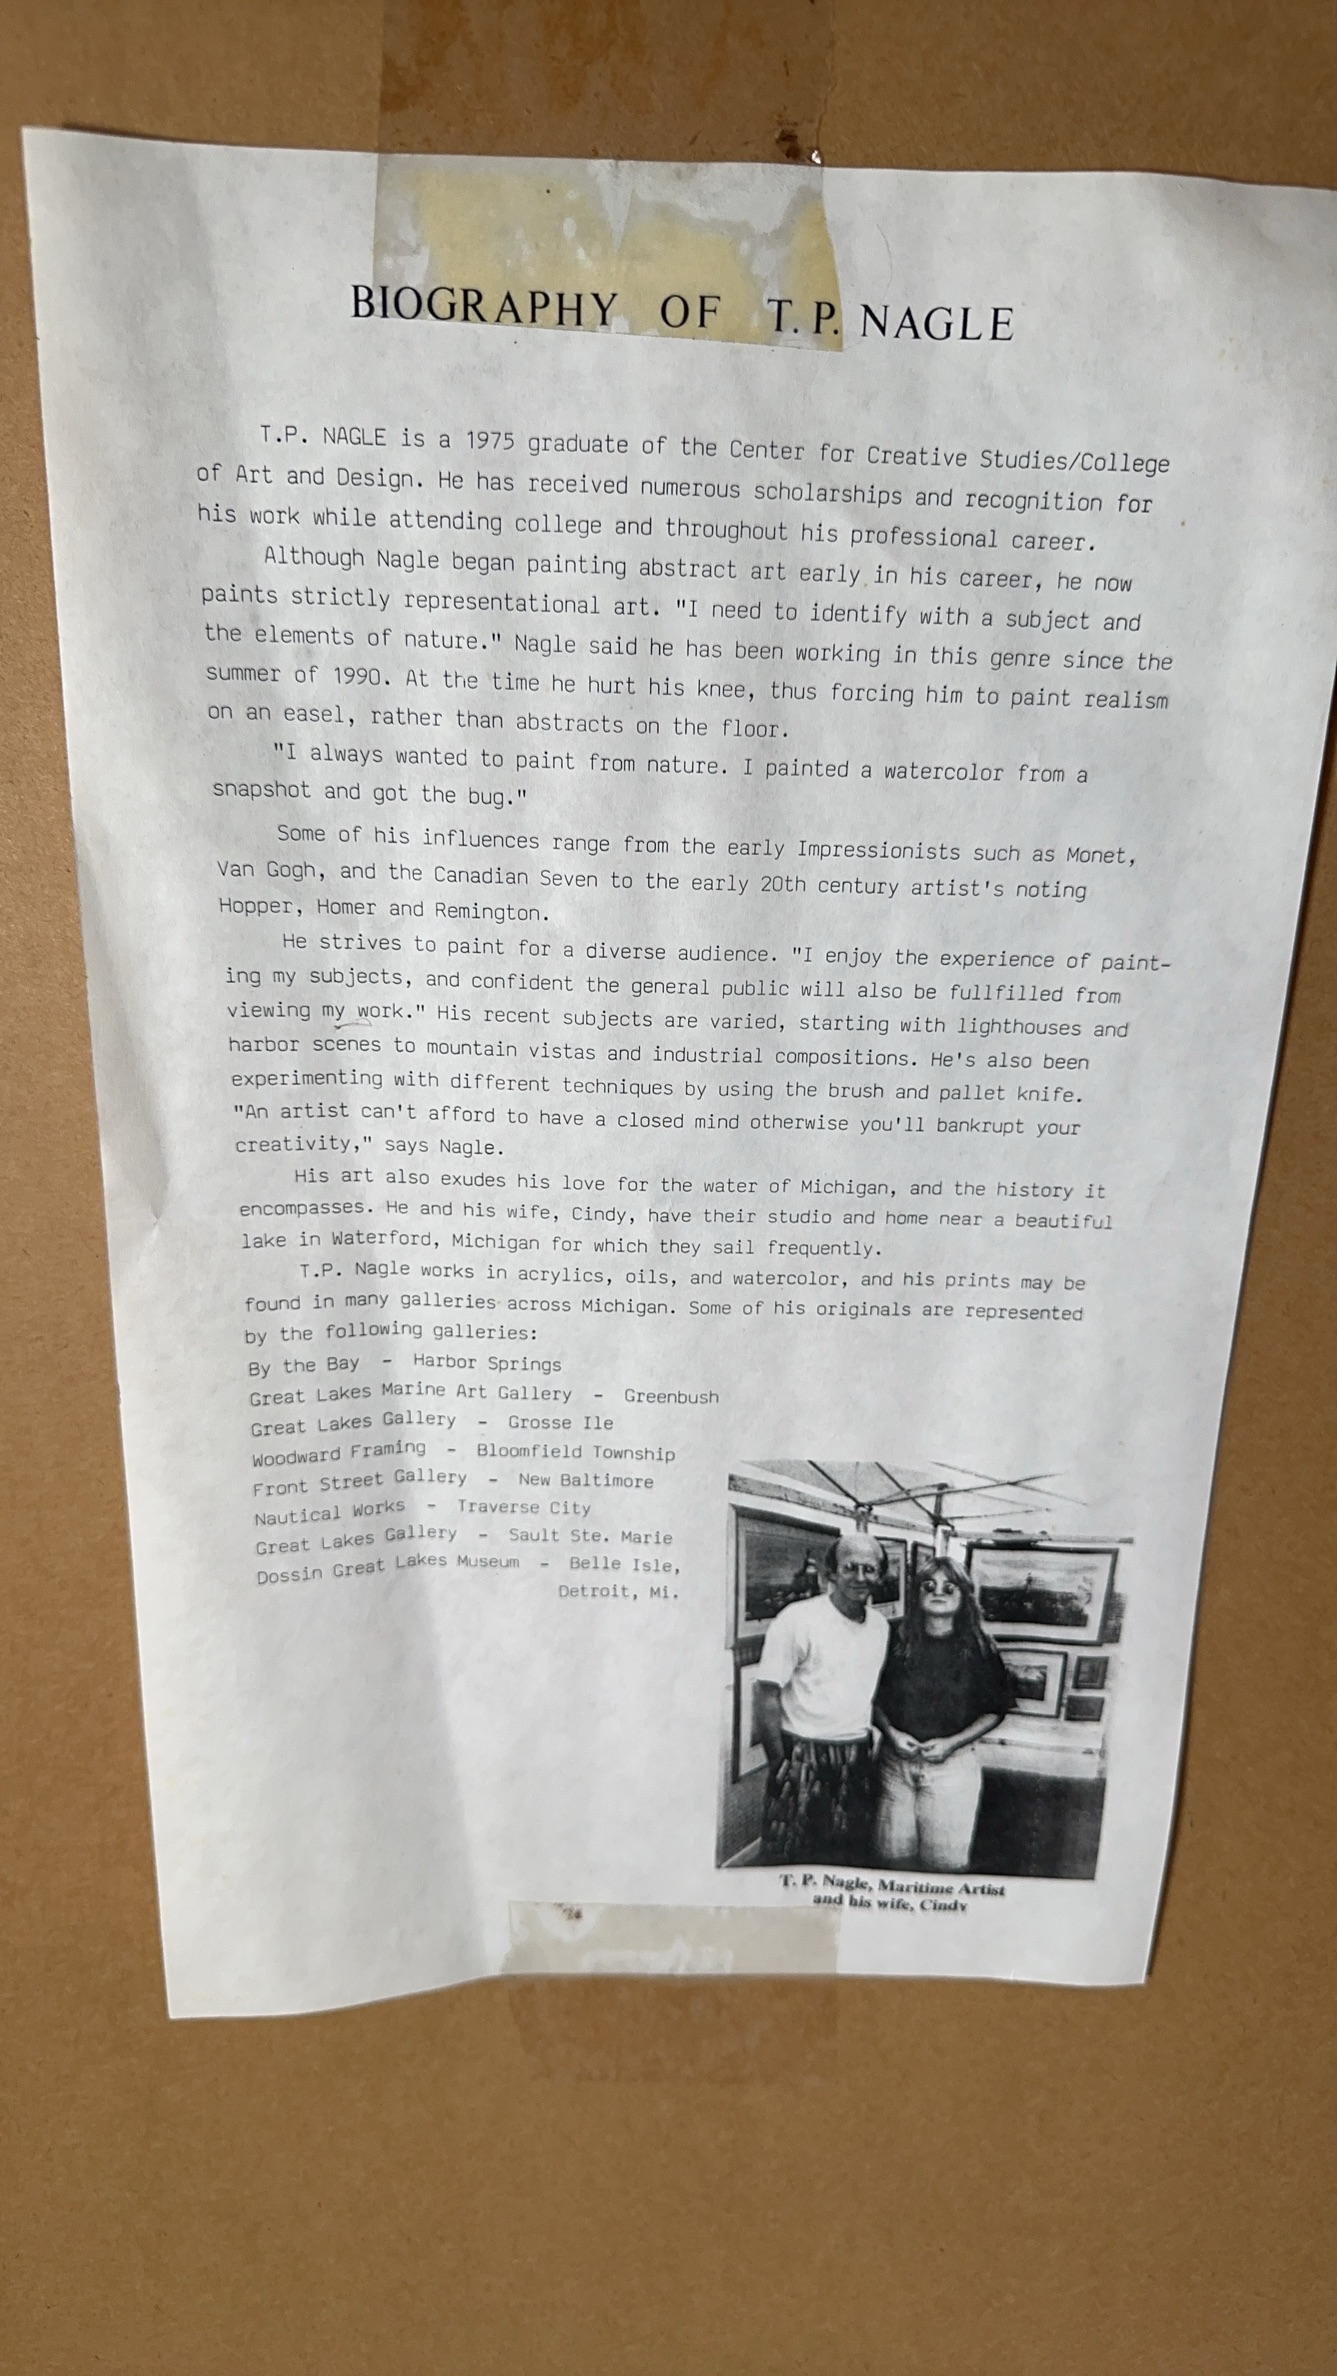 BIOGRAPHY OF T. P. NAGLE
T.P. NAGLE is a 1975 graduate of the Center for Creative Studies/College
of Art and Design. He has received numerous scholarships and recognition for
his work while attending college and throughout his professional career.
Although Nagle began painting abstract art early in his career, he now
paints strictly representational art. "I need to identify with a subject and
the elements of nature." Nagle said he has been working in this genre since the
summer of 1990. At the time he hurt his knee, thus forcing him to paint realism
on an easel, rather than abstracts on the floor.
"I always wanted to paint from nature. I painted a watercolor from a
snapshot and got the bug."
Some of his influences range from the early Impressionists such as Monet,
Van Gogh, and the Canadian Seven to the early 20th century artist's noting
Hopper, Homer and Remington.
He strives to paint for a diverse audience. "I enjoy the experience of paint-
ing my subjects, and confident the general public will also be fullfilled from
viewing my work." His recent subjects are varied, starting with lighthouses and
harbor scenes to mountain vistas and industrial compositions. He's also been
experimenting with different techniques by using the brush and pallet knife.
"An artist can't afford to have a closed mind otherwise you'll bankrupt your
creativity," says Nagle.
His art also exudes his love for the water of Michigan, and the history it
encompasses. He and his wife, Cindy, have their studio and home near a beautiful
lake in Waterford, Michigan for which they sail frequently.
T.P. Nagle works in acrylics, oils, and watercolor, and his prints may be
found in many galleries across Michigan. Some of his originals are represented
by the following galleries:
By the Bay - Harbor Springs
Great Lakes Marine Art Gallery - Greenbush
Great Lakes Gallery - Grosse Ile
Woodward Framing - Bloomfield Township
Front Street Gallery - New Baltimore
Nautical Works - Traverse City
Great Lakes Gallery - Sault Ste. Marie
Dossin Great Lakes Museum - Belle Isle,
Detroit, Mi.
T. P. Nagle, Maritime Artist
and his wife, Cindy